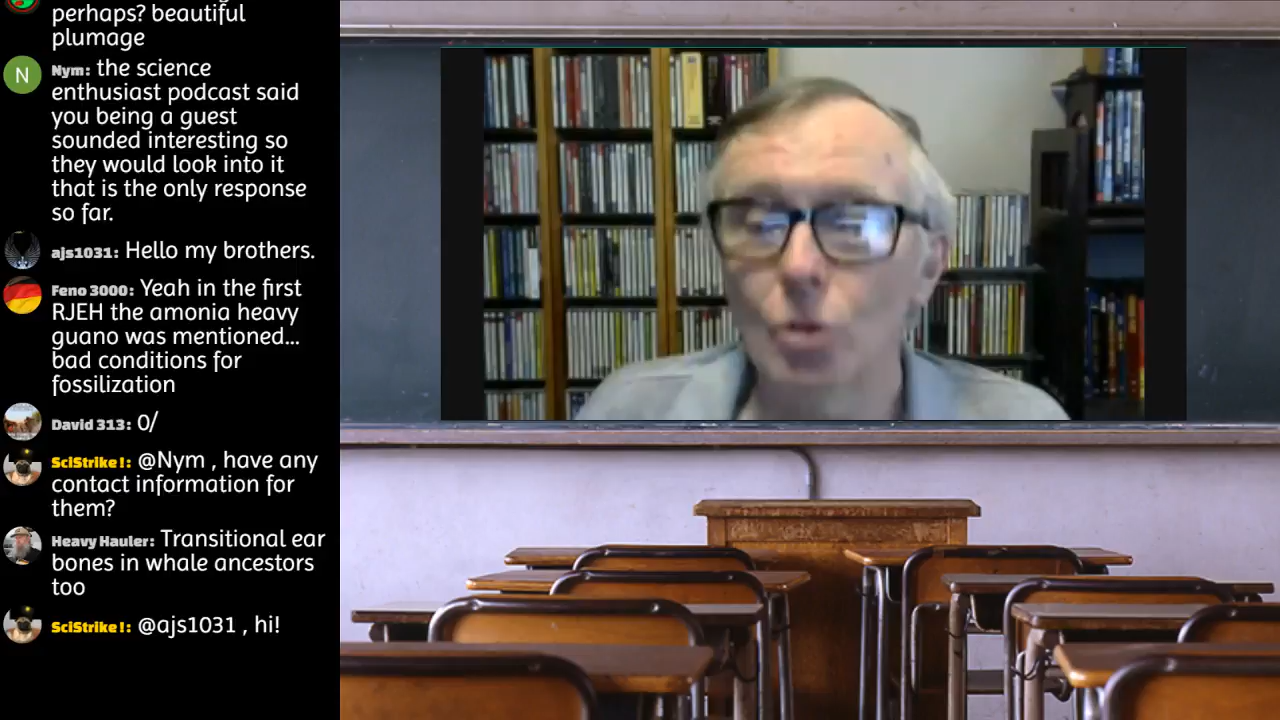 perhaps? beautiful
plumage
N
Nym: the science
enthusiast podcast said
you being a guest
sounded interesting so
they would look into it
that is the only response
so far.
ajs1031: Hello my brothers.
Feno 3000: Yeah in the first
RJEH the amonia heavy
guano was mentioned...
bad conditions for
fossilization
David 313: 0/
SciStrike!: @Nym , have any
contact information for
them?
Heavy Hauler: Transitional ear
bones in whale ancestors
too
SciStrike!: @ajs1031 , hi!